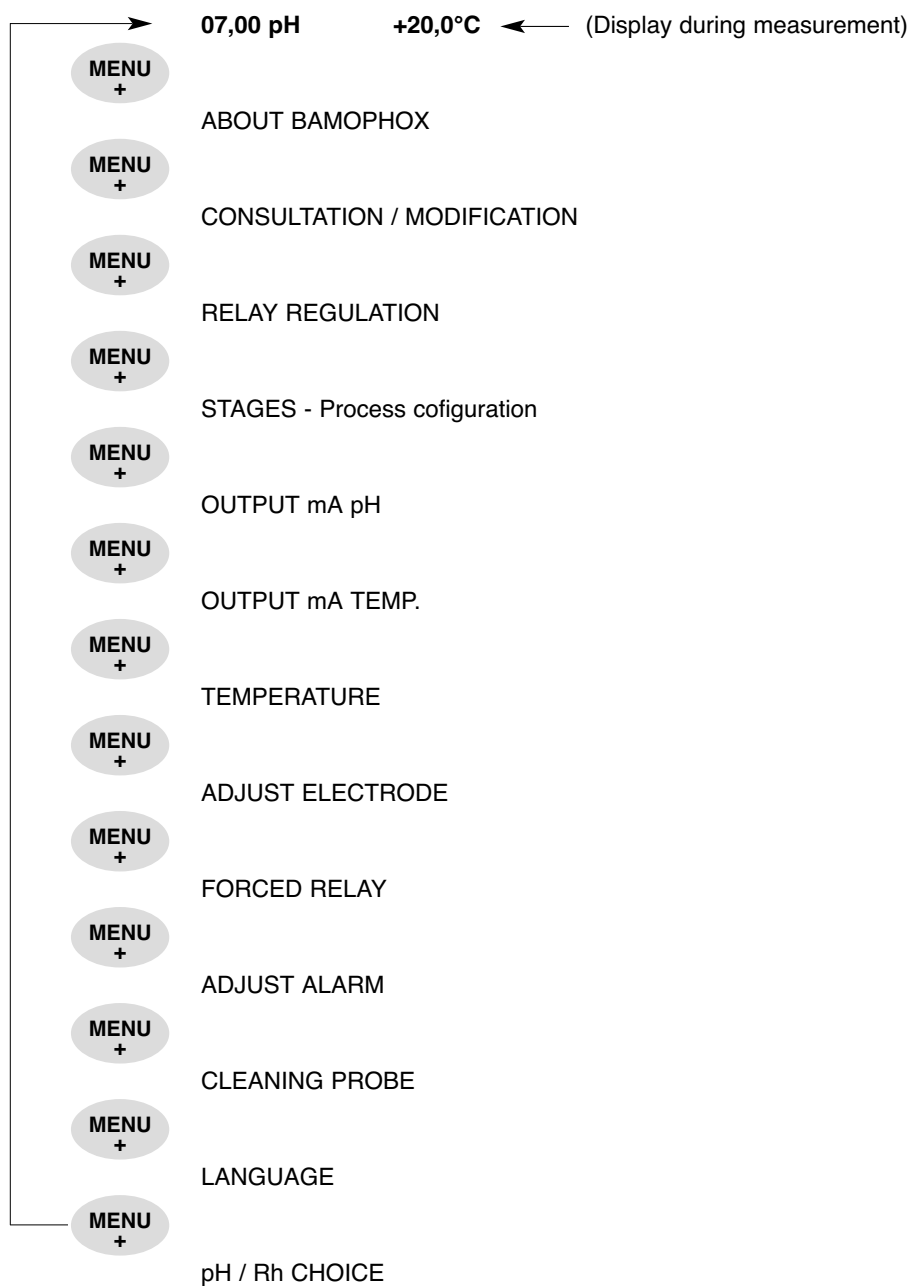 07,00 pH +20,0°C (Display during measurement)
MENU
+
ABOUT BAMOPHOX
MENU
+
CONSULTATION / MODIFICATION
MENU
+
RELAY REGULATION
MENU
+
STAGES - Process cofiguration
MENU
+
OUTPUT mA pH
MENU
+
OUTPUT mA TEMP.
MENU
+
TEMPERATURE
MENU
+
ADJUST ELECTRODE
MENU
+
FORCED RELAY
MENU
+
ADJUST ALARM
MENU
+
CLEANING PROBE
MENU
+
LANGUAGE
MENU
+
pH / Rh CHOICE